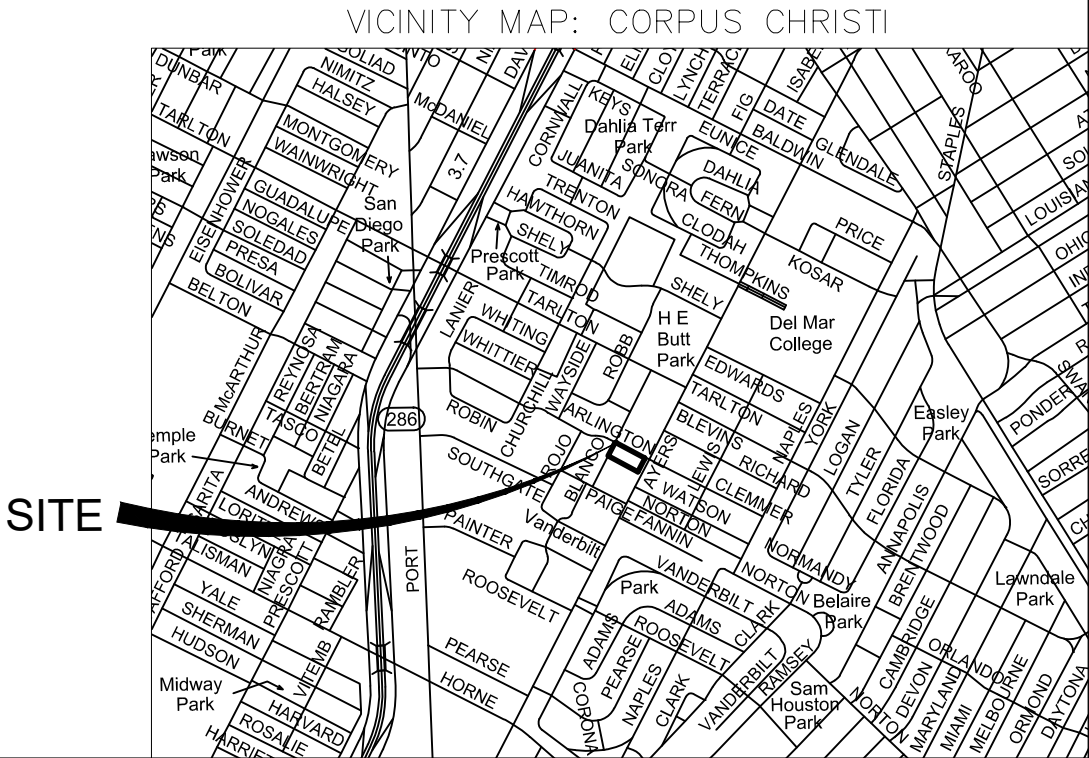 VICINITY MAP: CORPUS CHRISTI
Park
DUNBAR
NIMITZ
HALSEY
McDANIEL
TARLTON
MONTGOMERY
WAINWRIGHT
3.7
CORNWALL
KEYS
Dahlia Terr
Park
LYNCH
TERRACE
FIG
DATE
BALDWIN
GLENDALE
EUNICE
STAPLES
JUANITA
SONORA
DAHLIA
FERN
CLODAH
TRENTON
HAWTHORN
SHELY
EISENHOWER
GUADALUPE
NOGALES
SOLEDAD
PRESA
BOLIVAR
BELTON
San
Diego
Park
Prescott
Park
TIMROD
TARLTON
THOMPKINS
SHELY
PRICE
KOSAR
Del Mar
College
H E
Butt
Park
LANIER
WHITING
WHITTIER
CHURCHILL
WAYSIDE
ROBB
McARTHUR
REYNOSA
BERTRAM
NIAGARA
TASCO
BETEL
BURNET
286
ROBIN
ARLINGTON
EDWARDS
TARLTON
BLEVINS
RICHARD
CLEMMER
WATSON
NORTON
FANNIN
PAIGE
LEWIS
AYERS
NAPLES
YORK
LOGAN
TYLER
FLORIDA
ANNAPOLIS
BRENTWOOD
Easley
Park
PONDER
SOUTHGATE
ROJO
BLANCO
SITE
ANDREWS
TALISMAN
PRESCOTT
RAMBLER
PORT
PAINTER
Vanderbilt
Park
ROOSEVELT
VANDERBILT
NORTON
NORMANDY
Belaire
Park
Lawndale
Park
YALE
SHERMAN
HUDSON
PEARSE
HORNE
ADAMS
ADAMS
ROOSEVELT
CLARK
VANDERBILT
RAMSEY
PEARSE
NAPLES
CLARK
CORONA
Sam
Houston
Park
NORTON
CAMBRIDGE
DEVON
MARYLAND
MIAMI
MELBOURNE
ORLANDO
ORMOND
DAYTONA
Midway
Park
HARVARD
ROSALIE